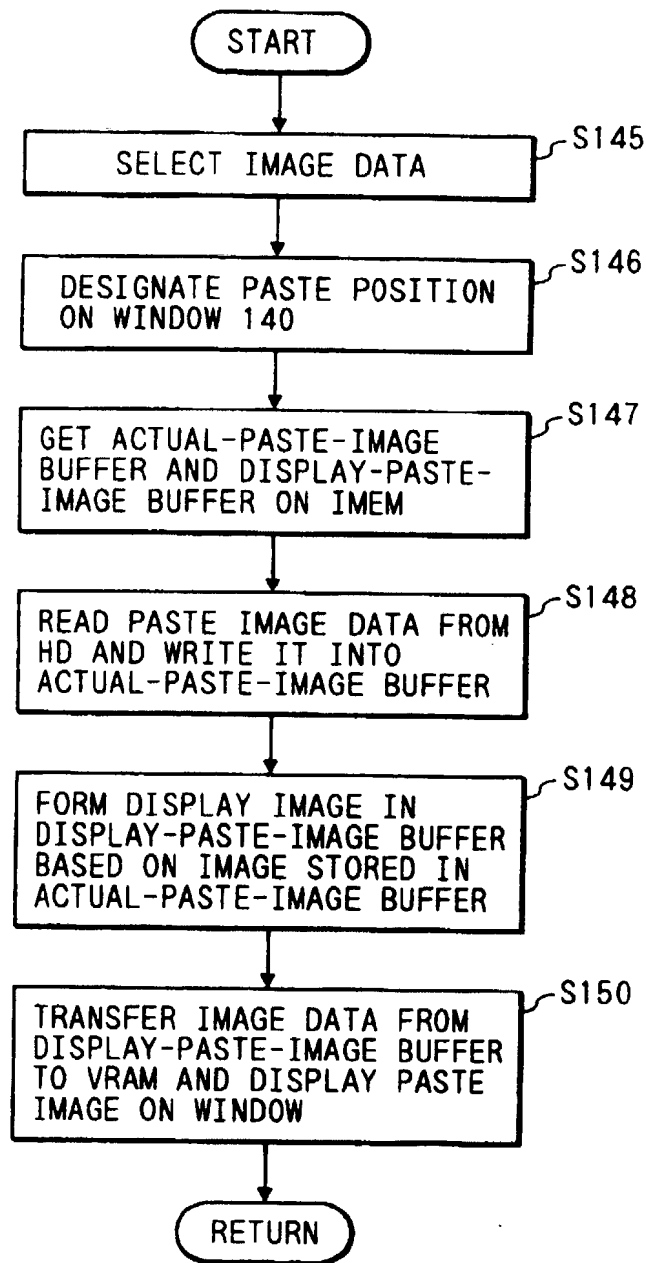 START
S145
SELECT IMAGE DATA
S146
DESIGNATE PASTE POSITION
ON WINDOW 140
S147
GET ACTUAL-PASTE-IMAGE
BUFFER AND DISPLAY-PASTE-
IMAGE BUFFER ON IMEM
S148
READ PASTE IMAGE DATA FROM
HD AND WRITE IT INTO
ACTUAL-PASTE-IMAGE BUFFER
S149
FORM DISPLAY IMAGE IN
DISPLAY-PASTE-IMAGE BUFFER
BASED ON IMAGE STORED IN
ACTUAL-PASTE-IMAGE BUFFER
S150
TRANSFER IMAGE DATA FROM
DISPLAY-PASTE-IMAGE BUFFER
TO VRAM AND DISPLAY PASTE
IMAGE ON WINDOW
RETURN